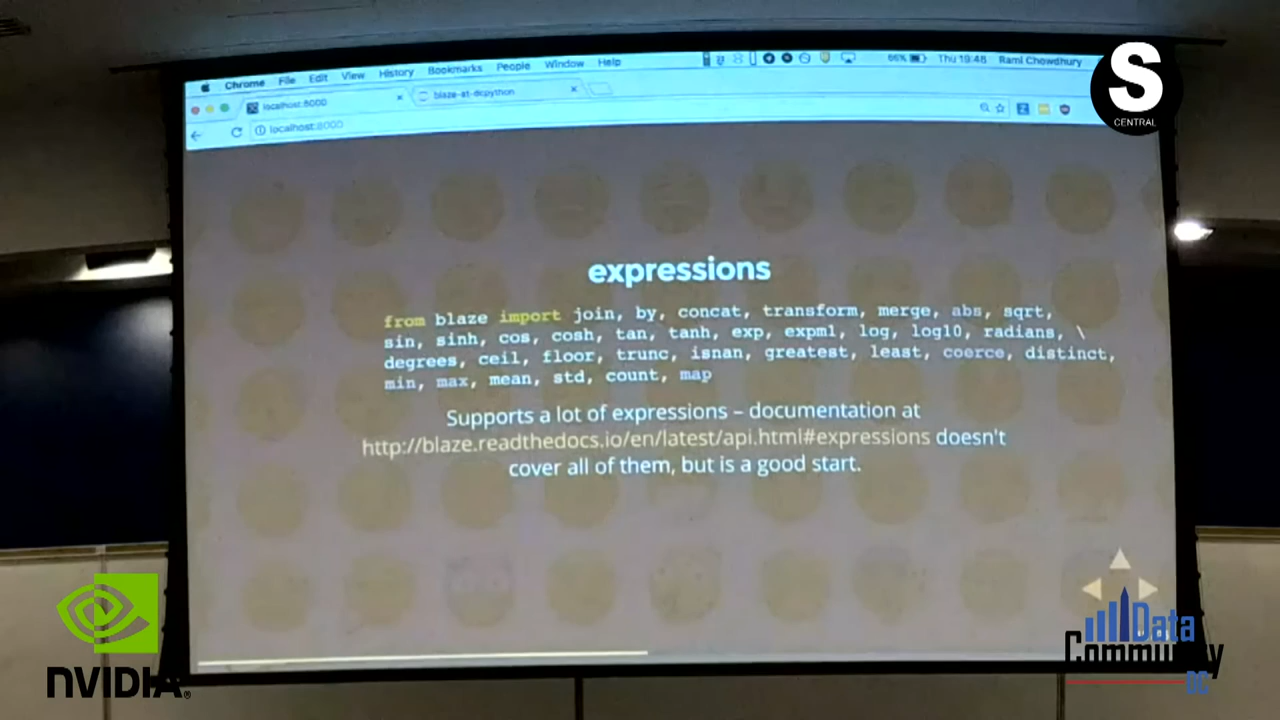 Chrome File Edit View History Bookmarks People Window Help
66% Thu 19:48 Rami Chowdhury
localhost:8000
blaze-at-dcpython
localhost:8000
S
CENTRAL
expressions
from blaze import join, by, concat, transform, merge, abs, sqrt,
sin, sinh, cos, cosh, tan, tanh, exp, expm1, log, log10, radians, \
degrees, ceil, floor, trunc, isnan, greatest, least, coerce, distinct,
min, max, mean, std, count, map
Supports a lot of expressions – documentation at
http://blaze.readthedocs.io/en/latest/api.html#expressions doesn't
cover all of them, but is a good start.
NVIDIA®
Data
Community
DC